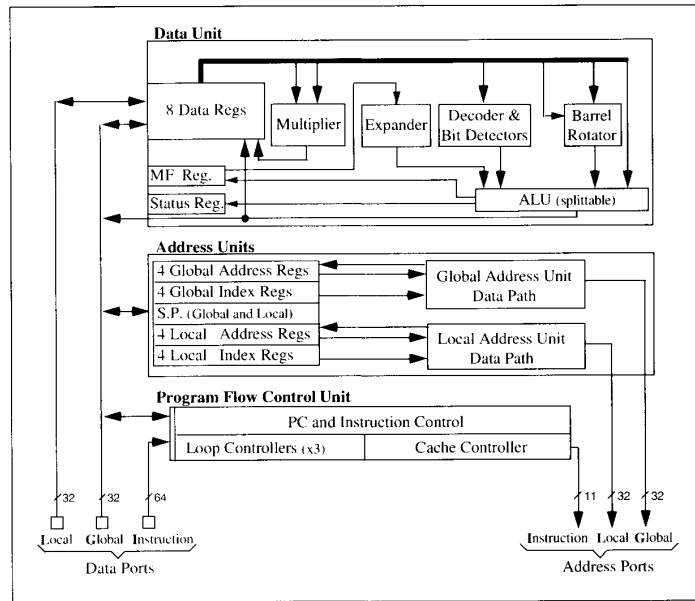 Data Unit
8 Data Regs
Multiplier
Expander
Decoder &
Bit Detectors
Barrel
Rotator
MF Reg.
Status Reg.
ALU (splittable)
Address Units
4 Global Address Regs
4 Global Index Regs
S.P. (Global and Local)
4 Local Address Regs
4 Local Index Regs
Global Address Unit
Data Path
Local Address Unit
Data Path
Program Flow Control Unit
PC and Instruction Control
Loop Controllers (x3)
Cache Controller
32
32
64
11
32
32
Local Global Instruction
Data Ports
Instruction Local Global
Address Ports